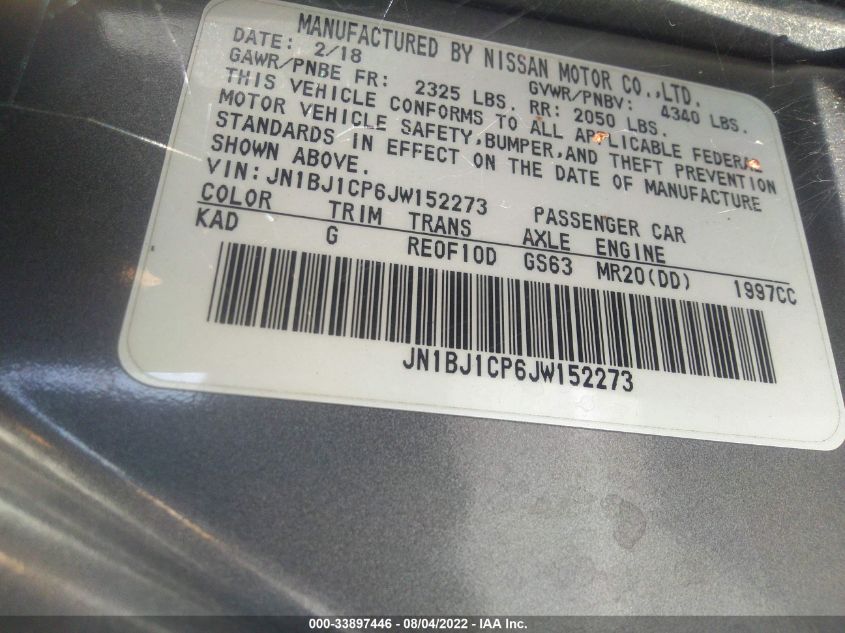 MANUFACTURED BY NISSAN MOTOR CO.,LTD.
DATE: 2/18 GVWR/PNBV: 4340 LBS.
GAWR/PNBE FR: 2325 LBS. RR: 2050 LBS.
THIS VEHICLE CONFORMS TO ALL APPLICABLE FEDERAL
MOTOR VEHICLE SAFETY,BUMPER,AND THEFT PREVENTION
STANDARDS IN EFFECT ON THE DATE OF MANUFACTURE
SHOWN ABOVE.
VIN:JN1BJ1CP6JW152273 PASSENGER CAR
COLOR TRIM TRANS AXLE ENGINE
KAD G RE0F10D GS63 MR20(DD) 1997CC
JN1BJ1CP6JW152273
000-33897446 - 08/04/2022 - IAAI.com